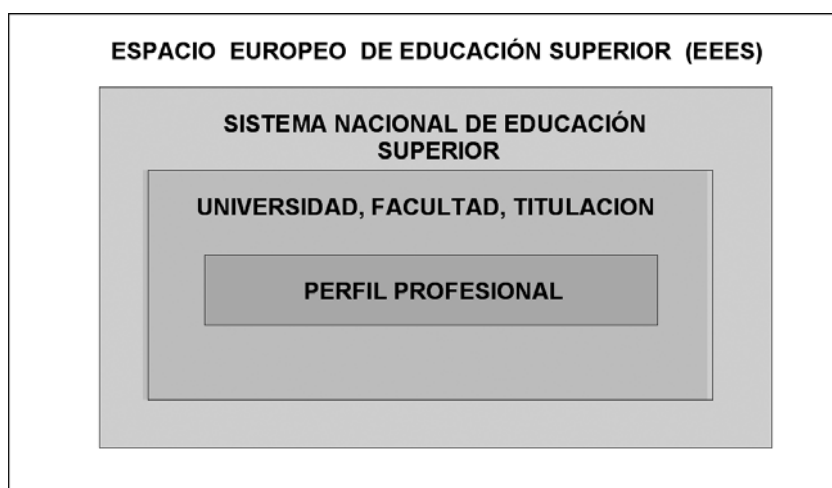 ESPACIO EUROPEO DE EDUCACIÓN SUPERIOR (EEES)
SISTEMA NACIONAL DE EDUCACIÓN
SUPERIOR
UNIVERSIDAD, FACULTAD, TITULACION
PERFIL PROFESIONAL